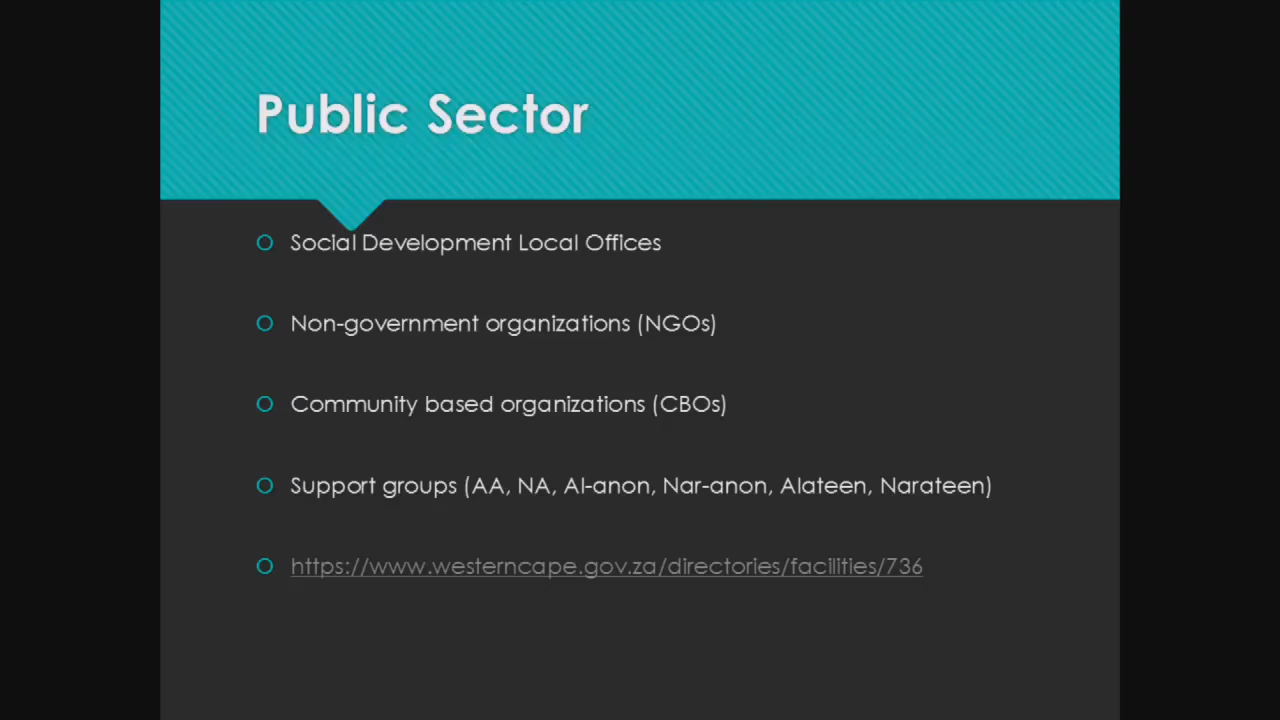 Public Sector
Social Development Local Offices
Non-government organizations (NGOs)
Community based organizations (CBOs)
Support groups (AA, NA, Al-anon, Nar-anon, Alateen, Narateen)
https://www.westerncape.gov.za/directories/facilities/736